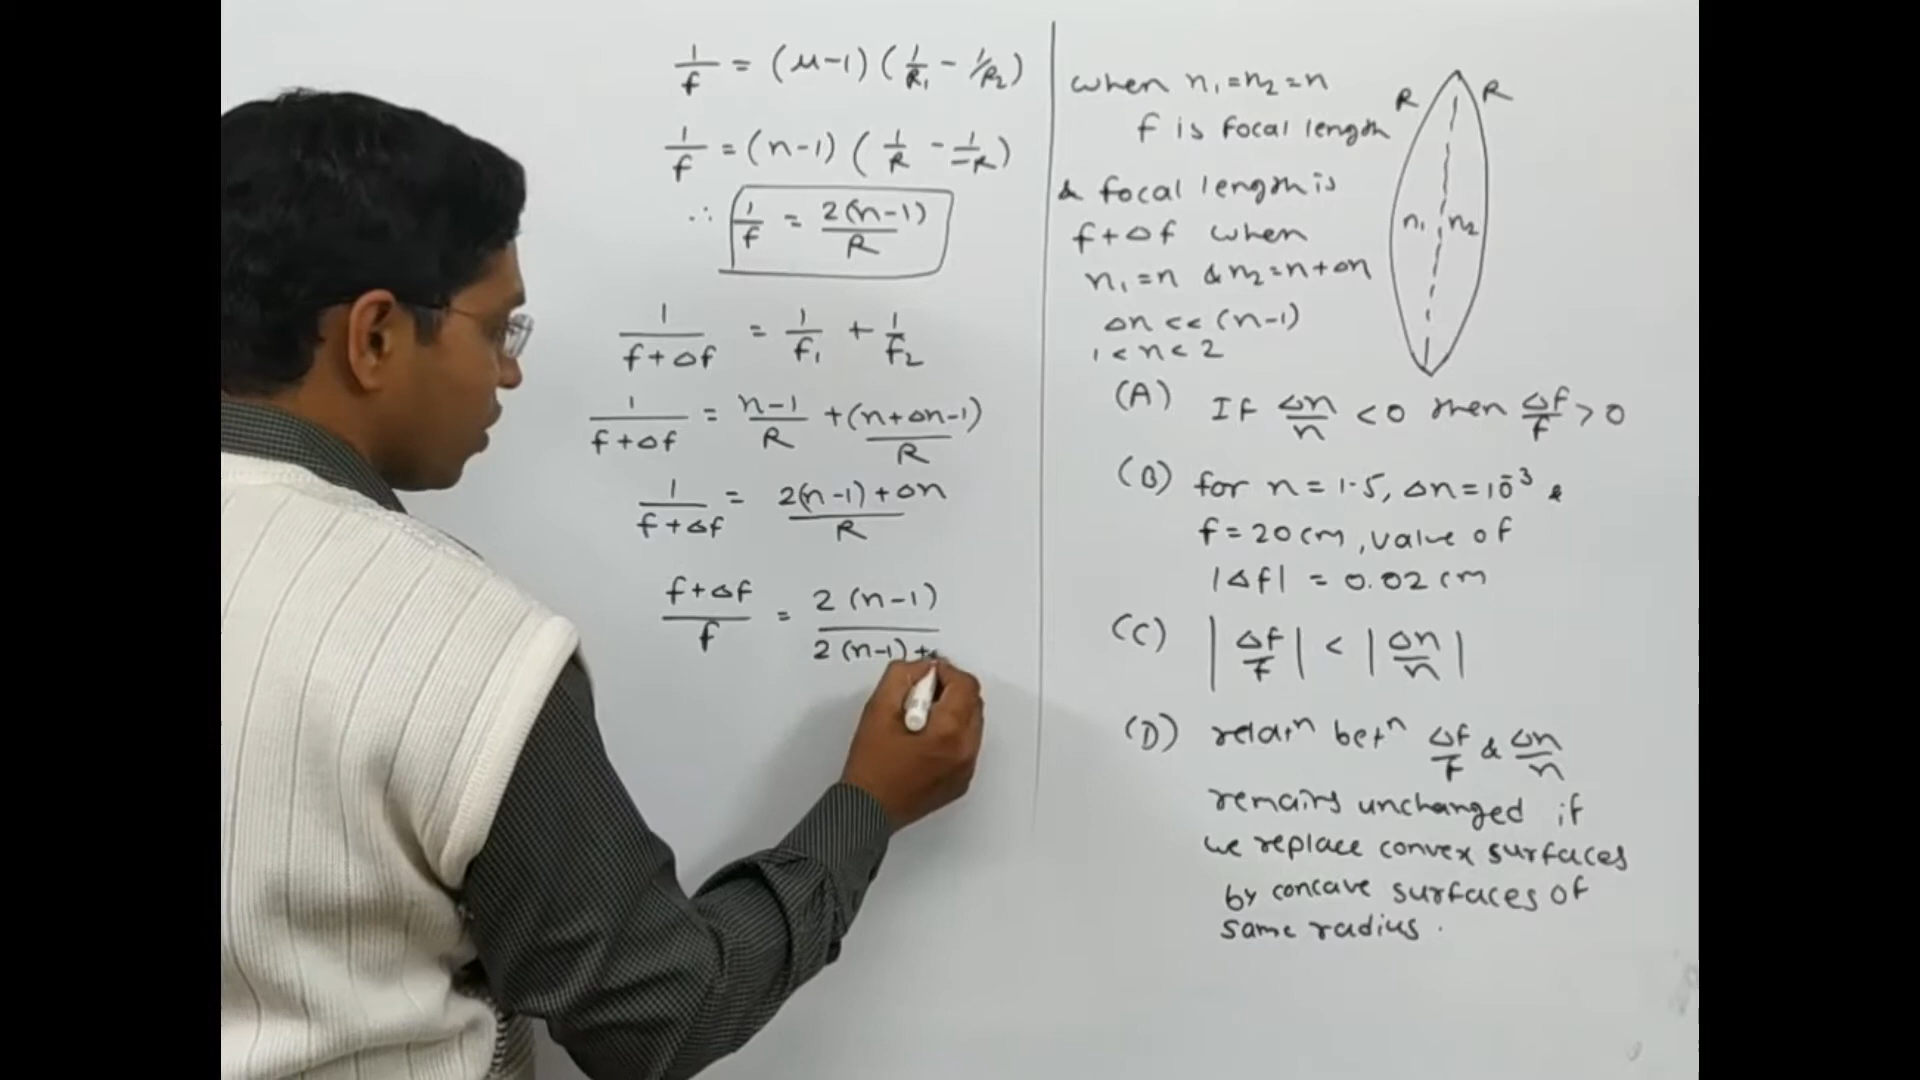 1/f = (μ-1) (1/R₁ - 1/R₂)
1/f = (n-1) (1/R - 1/-R)
∴ 1/f = 2(n-1)/R
1/(f+Δf) = 1/f₁ + 1/f₂
1/(f+Δf) = (n-1)/R + (n+Δn-1)/R
1/(f+Δf) = (2(n-1)+Δn)/R
(f+Δf)/f = 2(n-1)/(2(n-1)+
when n₁=n₂=n
f is focal length
& focal length is
f+Δf when
n₁=n & n₂=n+Δn
Δn << (n-1)
1<n<2
R R
n₁ n₂
(A) If Δn/n <0 then Δf/f >0
(B) for n=1.5, Δn=10⁻³ &
f=20cm, value of
|Δf| = 0.02 cm
(C) |Δf/f| < |Δn/n|
(D) relatⁿ betⁿ Δf/f & Δn/n
remains unchanged if
we replace convex surfaces
by concave surfaces of
same radius.